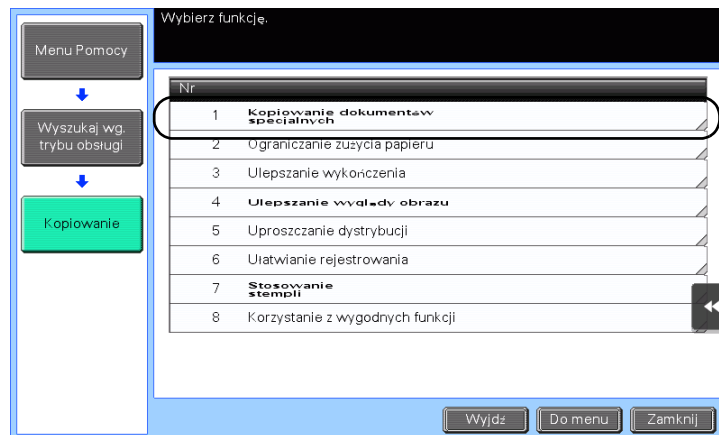 Wybierz funkcję.
Menu Pomocy
Wyszukaj wg.
trybu obsługi
Kopiowanie
Nr
1 Kopiowanie dokumentów
specjalnych
2 Ograniczanie zużycia papieru
3 Ulepszanie wykończenia
4 Ulepszanie wyglądy obrazu
5 Uproszczanie dystrybucji
6 Ułatwianie rejestrowania
7 Stosowanie
stempli
8 Korzystanie z wygodnych funkcji
Wyjdź
Do menu
Zamknij